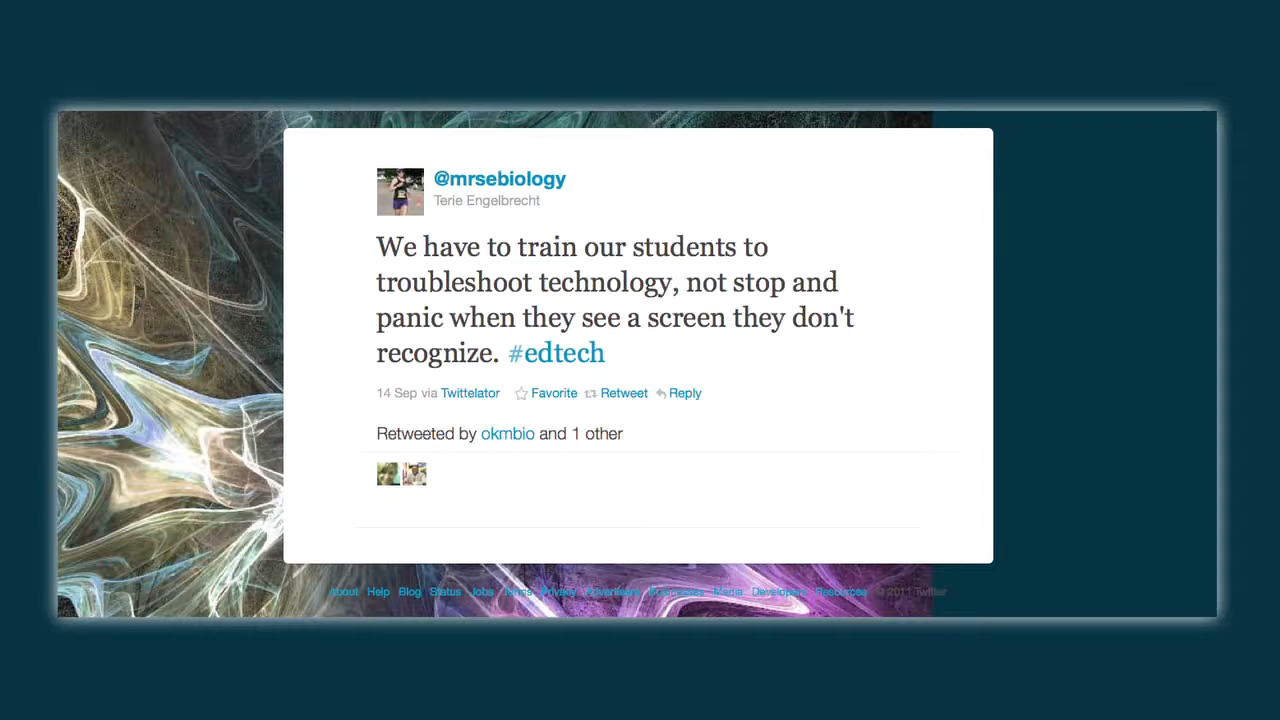 @mrsebiology
Terie Engelbrecht
We have to train our students to
troubleshoot technology, not stop and
panic when they see a screen they don't
recognize. #edtech
14 Sep via Twittelator Favorite Retweet Reply
Retweeted by okmbio and 1 other
About Help Blog Status Jobs Terms Privacy Advertisers Businesses Media Developers Resources © 2011 Twitter